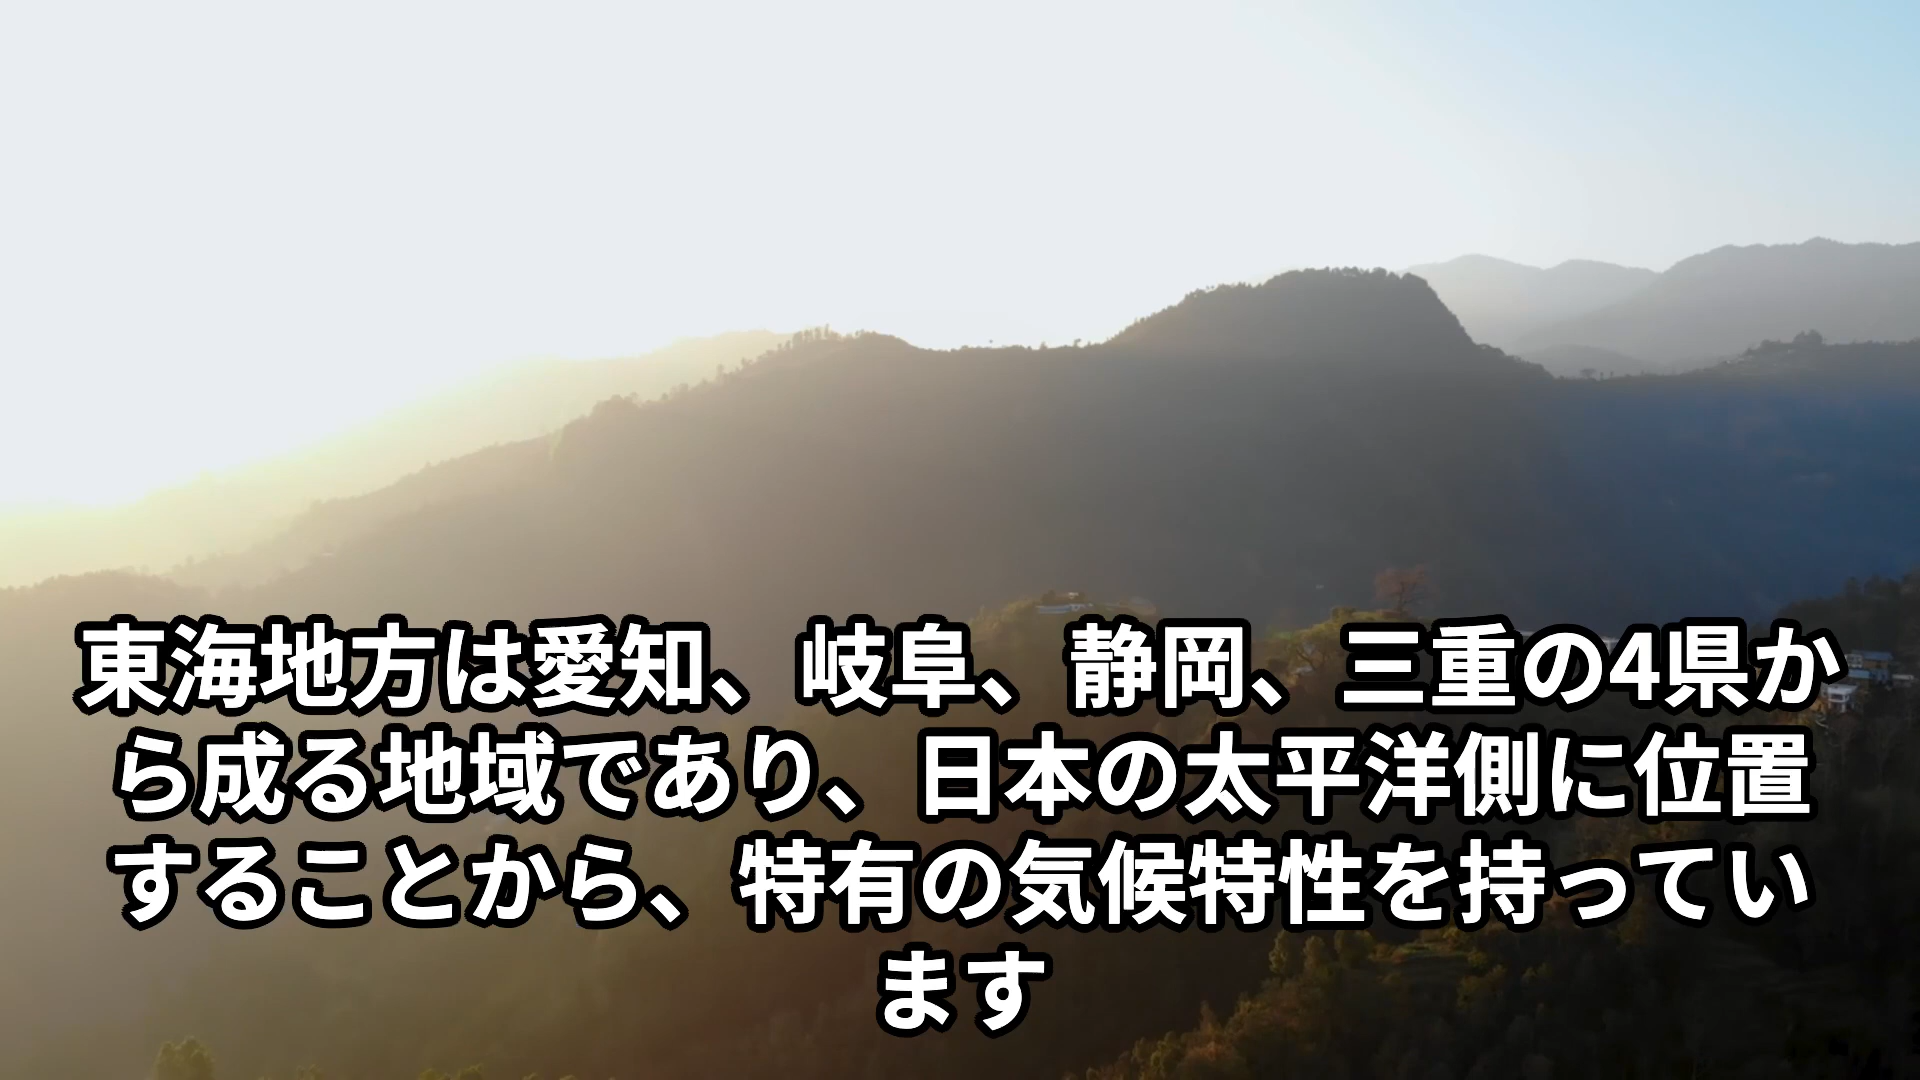 東海地方は愛知、岐阜、静岡、三重の4県か
ら成る地域であり、日本の太平洋側に位置
することから、特有の気候特性を持ってい
ます